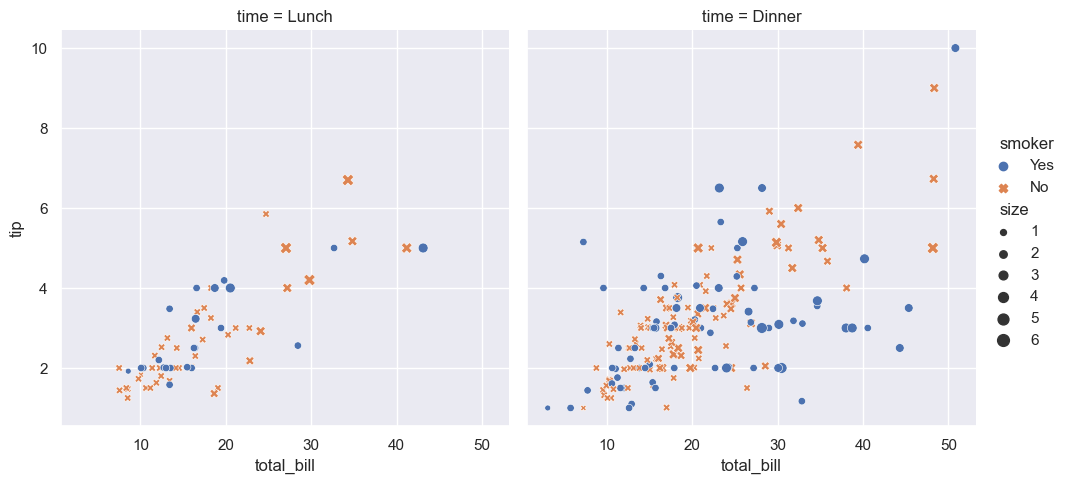 time = Lunch
time = Dinner
10
8
6
4
2
tip
10 20 30 40 50
total_bill
10 20 30 40 50
total_bill
smoker
Yes
No
size
1
2
3
4
5
6